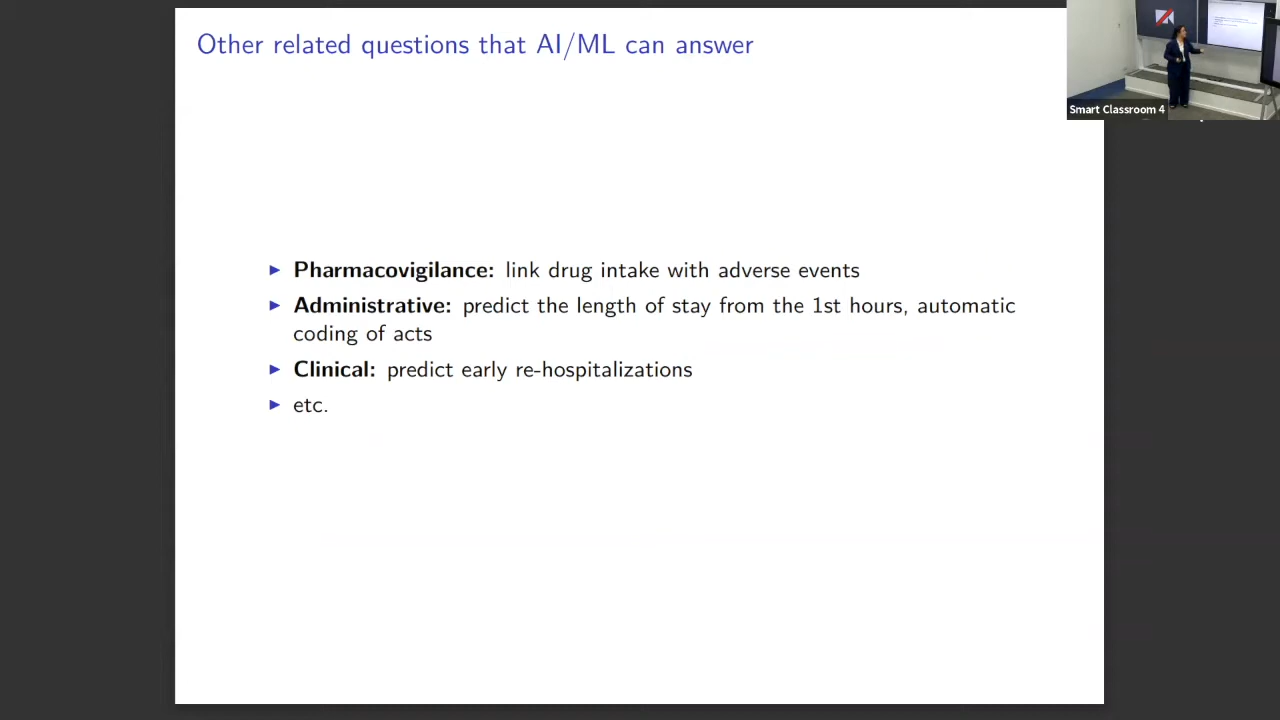 Other related questions that AI/ML can answer
Smart Classroom 4
▶ Pharmacovigilance: link drug intake with adverse events
▶ Administrative: predict the length of stay from the 1st hours, automatic
coding of acts
▶ Clinical: predict early re-hospitalizations
▶ etc.